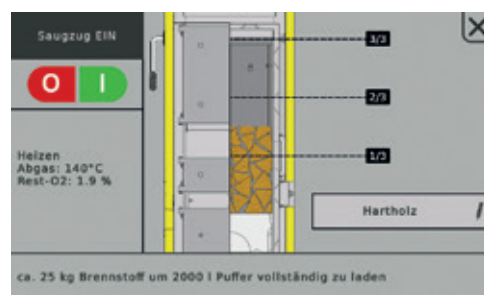 Saugzug EIN
O I
Heizen
Abgas: 140°C
Rest-O2: 1.9 %
3/3
2/3
1/3
Hartholz
ca. 25 kg Brennstoff um 2000 l Puffer vollständig zu laden